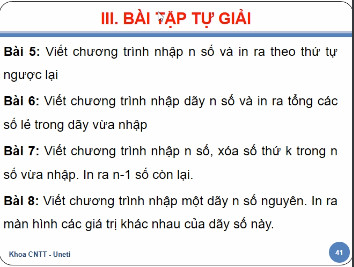 III. BÀI TẬP TỰ GIẢI
Bài 5: Viết chương trình nhập n số và in ra theo thứ tự
ngược lại
Bài 6: Viết chương trình nhập dãy n số và in ra tổng các
số lẻ trong dãy vừa nhập
Bài 7: Viết chương trình nhập n số, xóa số thứ k trong n
số vừa nhập. In ra n-1 số còn lại.
Bài 8: Viết chương trình nhập một dãy n số nguyên. In ra
màn hình các giá trị khác nhau của dãy số này.
Khoa CNTT - Uneti
41